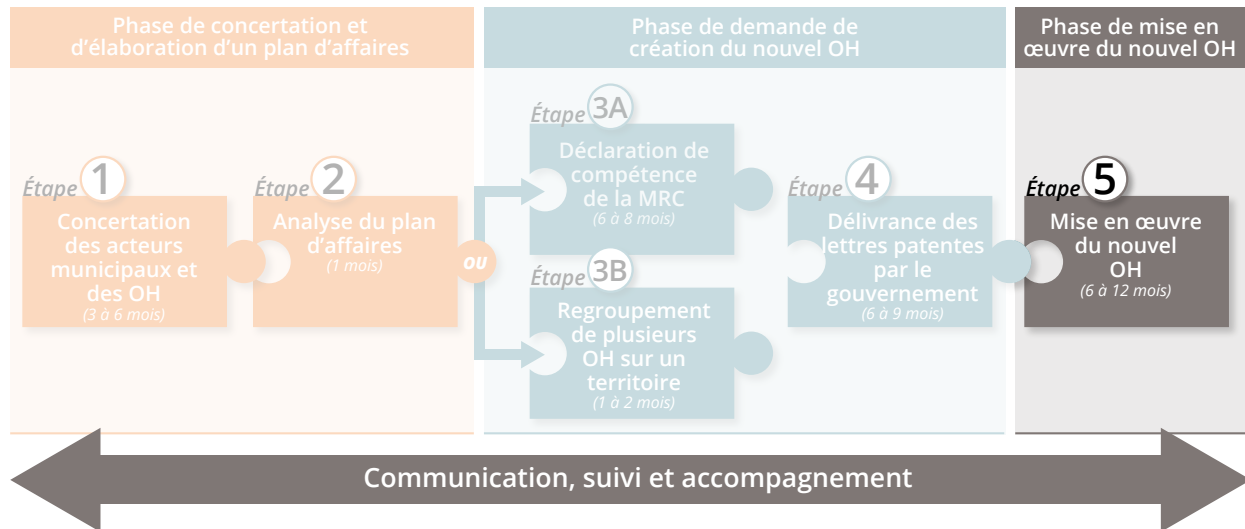 Phase de concertation et
d'élaboration d'un plan d'affaires
Étape 1
Concertation
des acteurs
municipaux et
des OH
(3 à 6 mois)
Étape 2
Analyse du plan
d'affaires
(1 mois)
OU
Phase de demande de
création du nouvel OH
Étape 3A
Déclaration de
compétence
de la MRC
(6 à 8 mois)
Étape 3B
Regroupement
de plusieurs
OH sur un
territoire
(1 à 2 mois)
Étape 4
Délivrance des
lettres patentes
par le
gouvernement
(6 à 9 mois)
Phase de mise en
œuvre du nouvel OH
Étape 5
Mise en œuvre
du nouvel
OH
(6 à 12 mois)
Communication, suivi et accompagnement